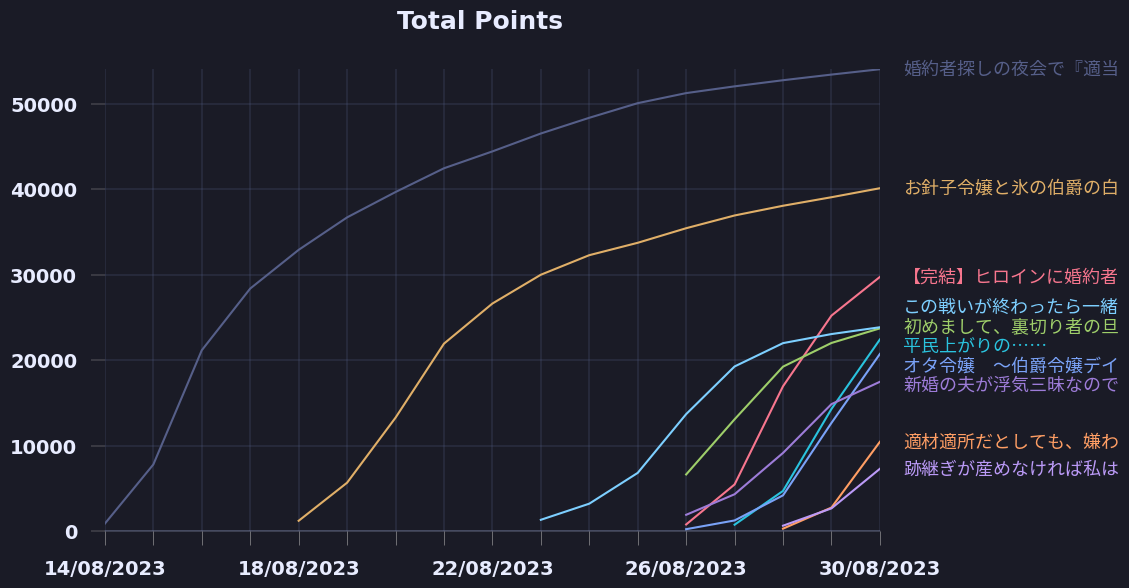 Total Points
50000
40000
30000
20000
10000
0
14/08/2023
18/08/2023
22/08/2023
26/08/2023
30/08/2023
婚約者探しの夜会で『適当
お針子令嬢と氷の伯爵の白
【完結】ヒロインに婚約者
この戦いが終わったら一緒
初めまして、裏切り者の旦
平民上がりの……
オタ令嬢　～伯爵令嬢デイ
新婚の夫が浮気三昧なので
適材適所だとしても、嫌わ
跡継ぎが産めなければ私は